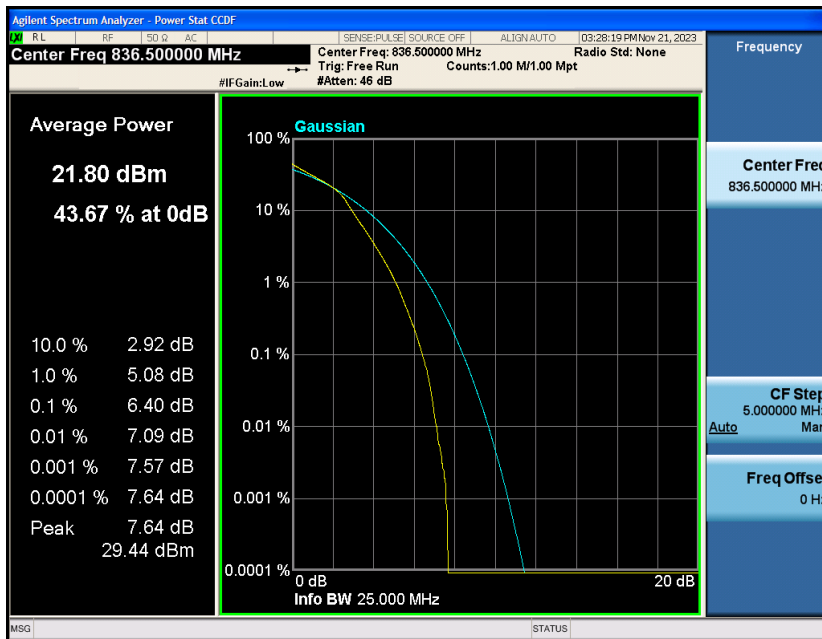 Agilent Spectrum Analyzer - Power Stat CCDF
LXI RL RF 50 Ω AC SENSE:PULSE SOURCE OFF ALIGN AUTO 03:28:19 PM Nov 21, 2023
Center Freq 836.500000 MHz
Center Freq: 836.500000 MHz Radio Std: None
Trig: Free Run Counts:1.00 M/1.00 Mpt
#IFGain:Low #Atten: 46 dB
Average Power
21.80 dBm
43.67 % at 0dB
10.0 % 2.92 dB
1.0 % 5.08 dB
0.1 % 6.40 dB
0.01 % 7.09 dB
0.001 % 7.57 dB
0.0001 % 7.64 dB
Peak 7.64 dB
29.44 dBm
Gaussian
100 %
10 %
1 %
0.1 %
0.01 %
0.001 %
0.0001 %
0 dB 20 dB
Info BW 25.000 MHz
Frequency
Center Freq
836.500000 MHz
CF Step
5.000000 MHz
Auto Man
Freq Offse
0 Hz
MSG STATUS